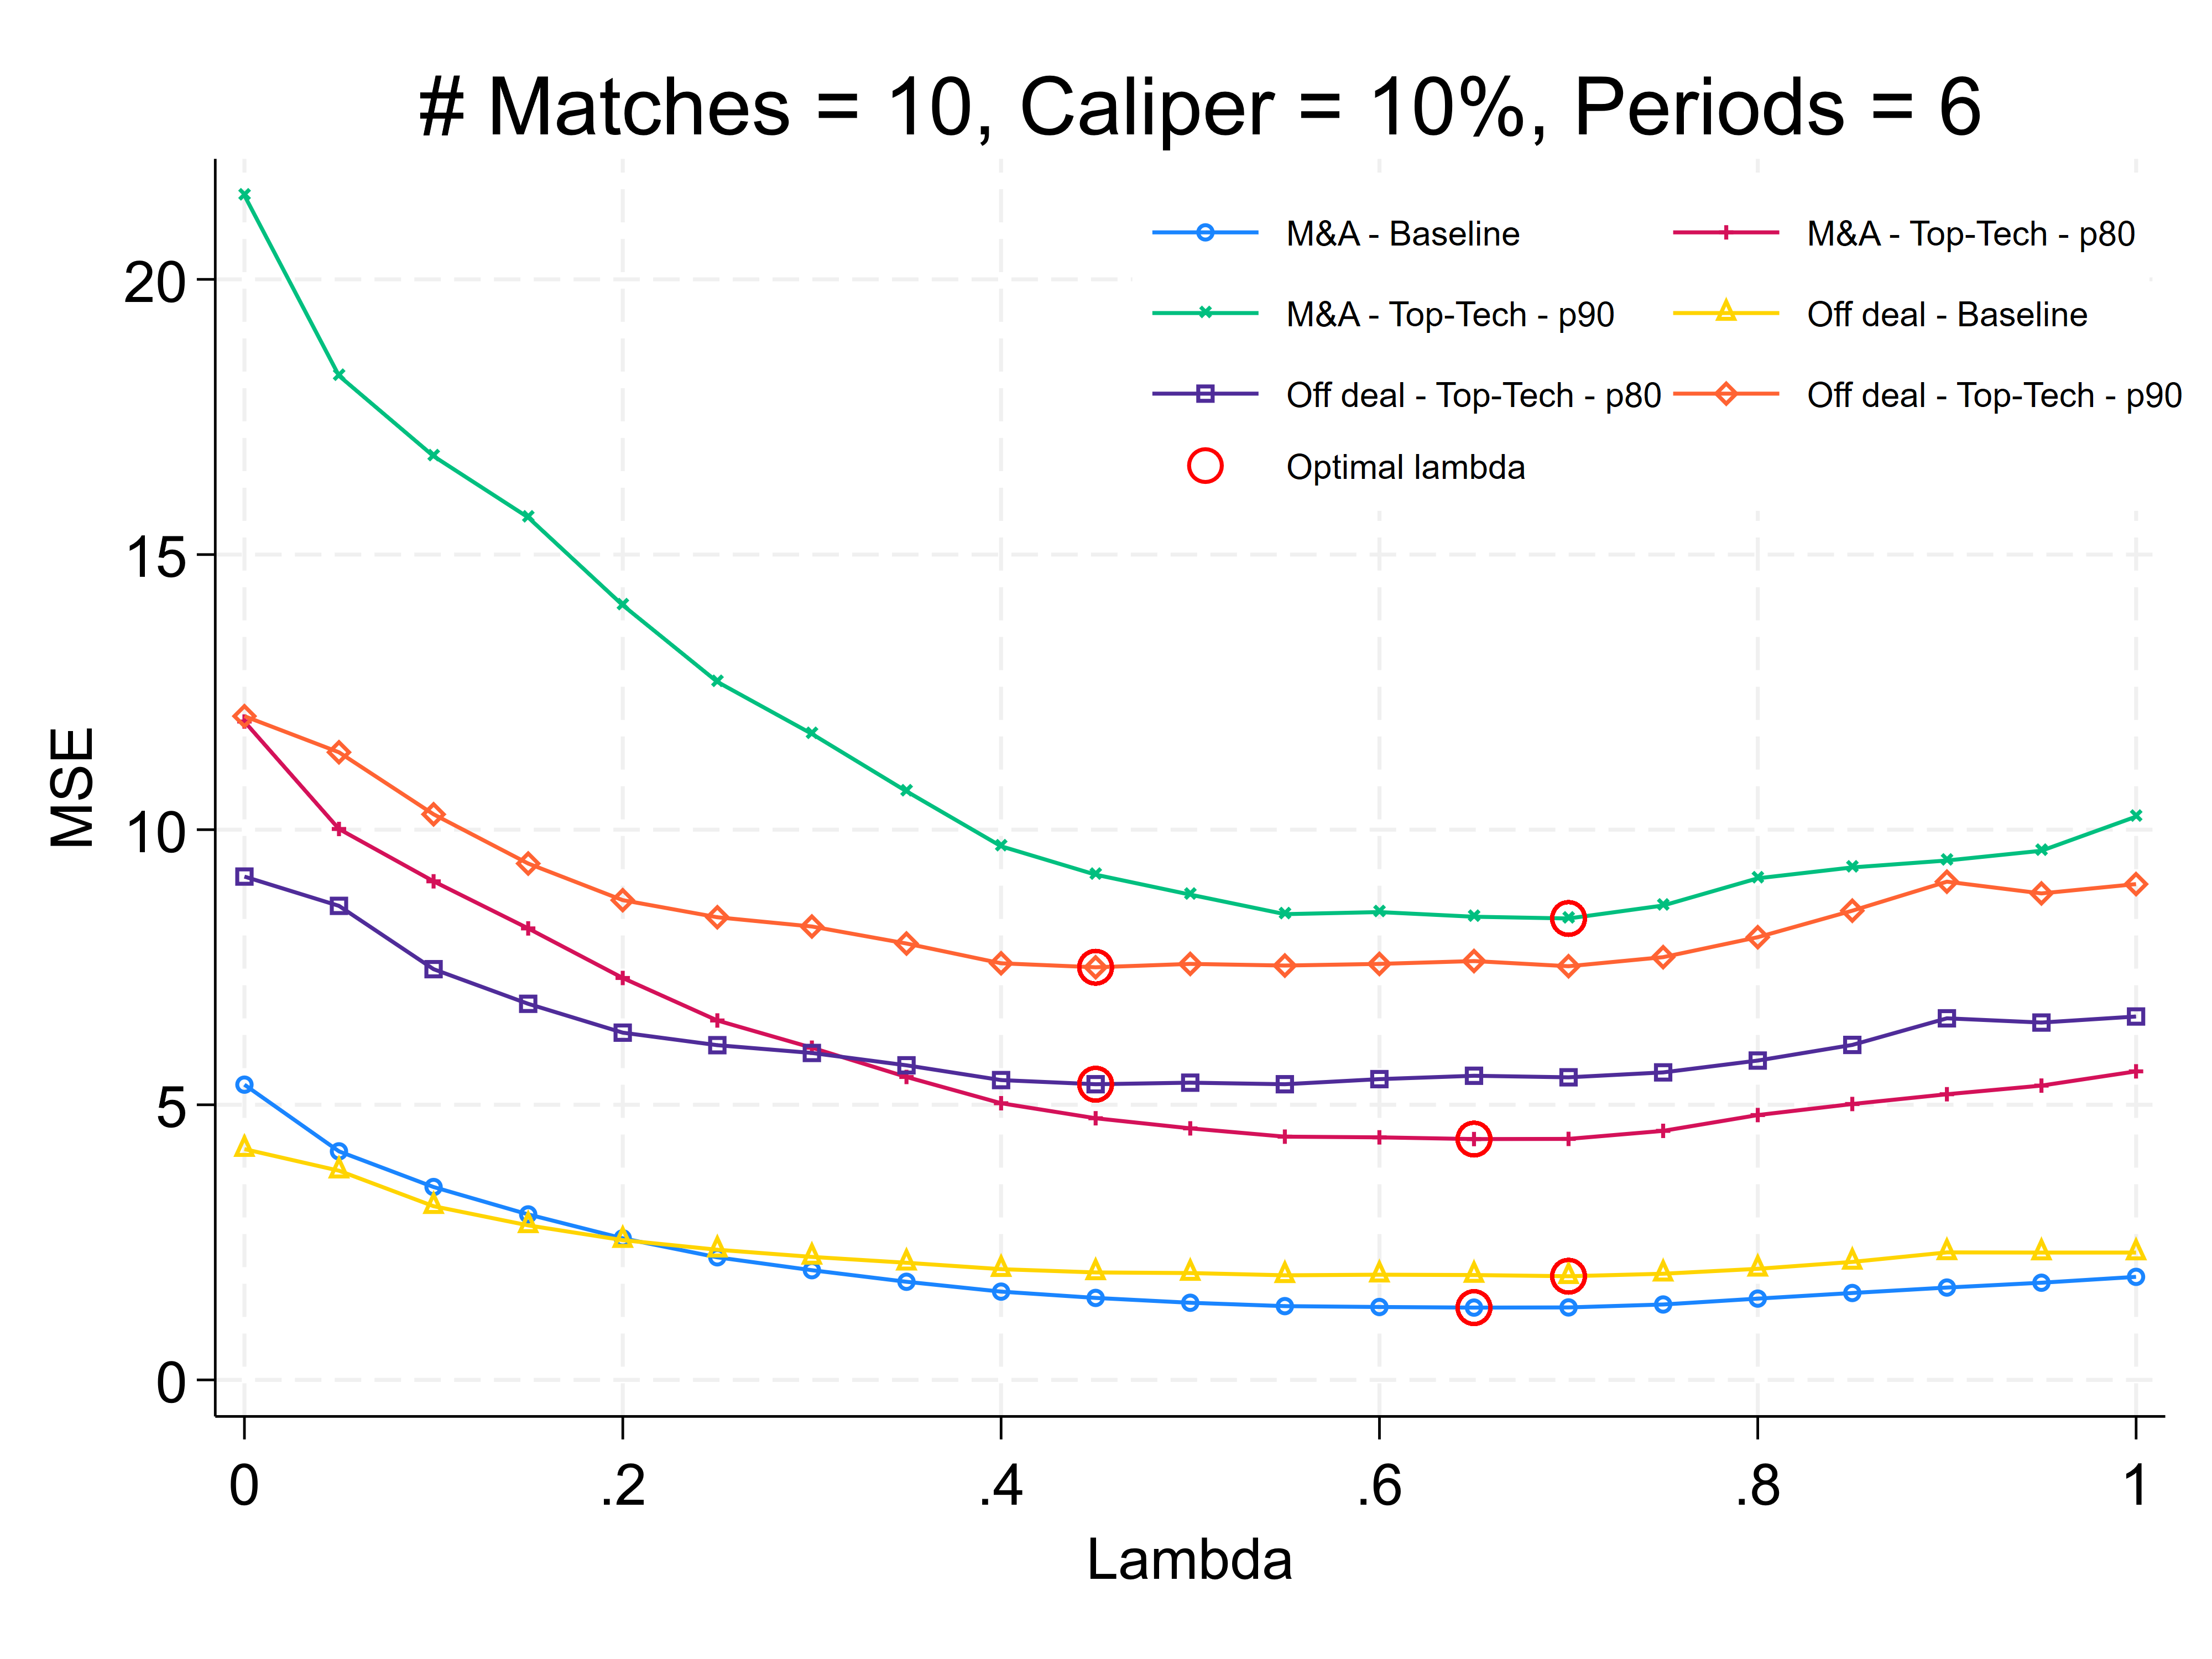 # Matches = 10, Caliper = 10%, Periods = 6
M&A - Baseline
M&A - Top-Tech - p80
M&A - Top-Tech - p90
Off deal - Baseline
Off deal - Top-Tech - p80
Off deal - Top-Tech - p90
Optimal lambda
MSE
20
15
10
5
0
0 .2 .4 .6 .8 1
Lambda